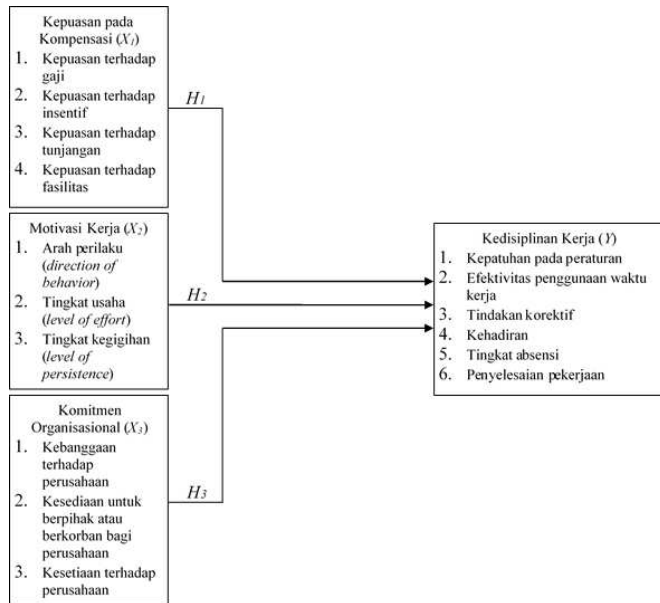 Kepuasan pada
Kompensasi (X1)
1. Kepuasan terhadap
gaji
2. Kepuasan terhadap
insentif
3. Kepuasan terhadap
tunjangan
4. Kepuasan terhadap
fasilitas
H1
Motivasi Kerja (X2)
1. Arah perilaku
(direction of
behavior)
2. Tingkat usaha
(level of effort)
3. Tingkat kegigihan
(level of
persistence)
H2
Komitmen
Organisasional (X3)
1. Kebanggaan
terhadap
perusahaan
2. Kesediaan untuk
berpihak atau
berkorban bagi
perusahaan
3. Kesetiaan terhadap
perusahaan
H3
Kedisiplinan Kerja (Y)
1. Kepatuhan pada peraturan
2. Efektivitas penggunaan waktu
kerja
3. Tindakan korektif
4. Kehadiran
5. Tingkat absensi
6. Penyelesaian pekerjaan